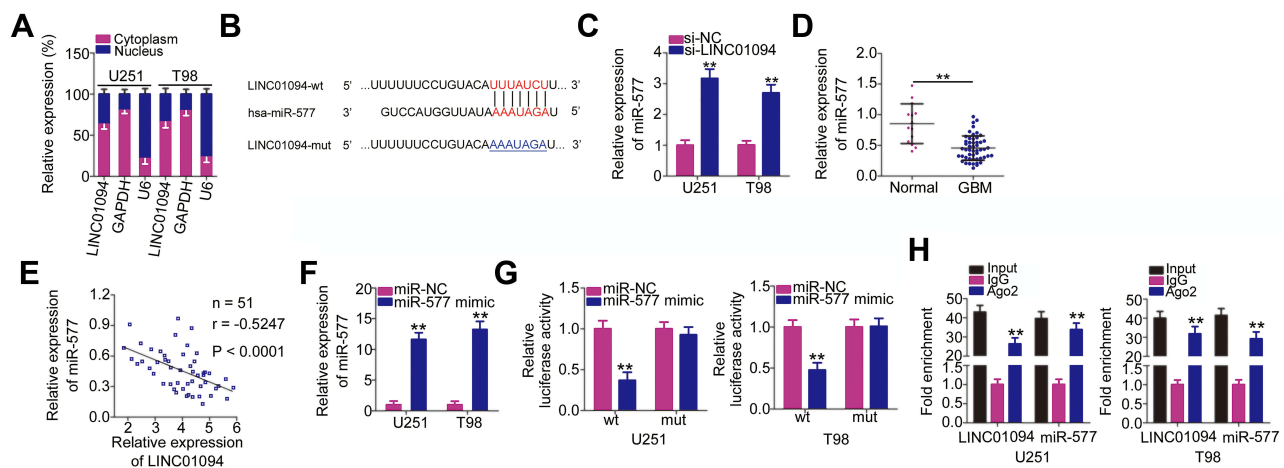 A
Cytoplasm
Nucleus
Relative expression (%)
150
100
50
0
U251
T98
LINC01094
GAPDH
U6
LINC01094
GAPDH
U6
B
LINC01094-wt 5' ...UUUUUUCCUGUACAUUUAUCUU... 3'
hsa-miR-577 3' GUCCAUGGUUAUAAAAUAGAU 5'
LINC01094-mut 5' ...UUUUUUCCUGUACAAAAUAGAU... 3'
C
si-NC
si-LINC01094
Relative expression
of miR-577
4
3
2
1
0
**
**
U251
T98
D
Relative expression
of miR-577
2.0
1.5
1.0
0.5
0.0
**
Normal
GBM
E
Relative expression
of miR-577
1.2
0.9
0.6
0.3
0.0
n = 51
r = -0.5247
P < 0.0001
2 3 4 5 6
Relative expression
of LINC01094
F
miR-NC
miR-577 mimic
Relative expression
of miR-577
20
15
10
5
0
**
**
U251
T98
G
miR-NC
miR-577 mimic
Relative
luciferase activity
1.5
1.0
0.5
0.0
**
wt
mut
U251
miR-NC
miR-577 mimic
Relative
luciferase activity
1.5
1.0
0.5
0.0
**
wt
mut
T98
H
Input
IgG
Ago2
Fold enrichment
50
40
30
20
1.5
1.0
0.5
0.0
**
**
LINC01094 miR-577
U251
Input
IgG
Ago2
Fold enrichment
50
40
30
20
1.5
1.0
0.5
0.0
**
**
LINC01094 miR-577
T98